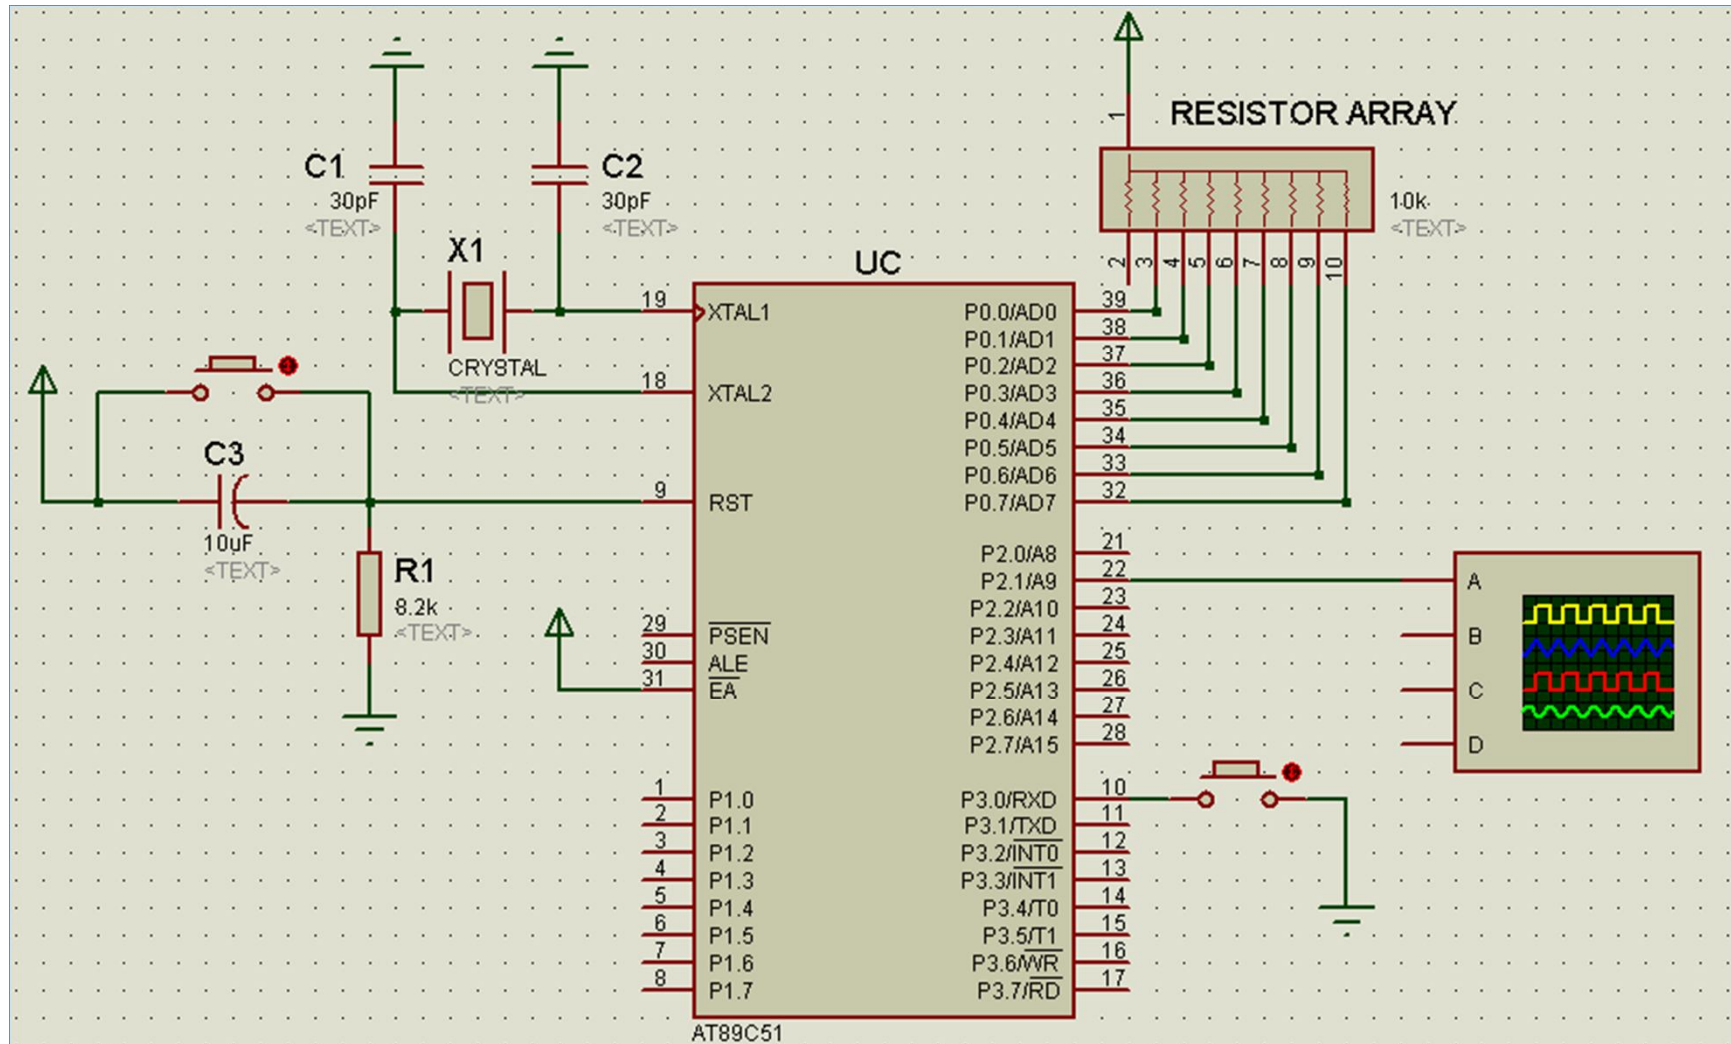 RESISTOR ARRAY
1
10k
<TEXT>
2 3 4 5 6 7 8 9 10
C1
30pF
<TEXT>
C2
30pF
<TEXT>
X1
CRYSTAL
<TEXT>
C3
10uF
<TEXT>
R1
8.2k
<TEXT>
UC
19 XTAL1
18 XTAL2
9 RST
29 PSEN
30 ALE
31 EA
1 P1.0
2 P1.1
3 P1.2
4 P1.3
5 P1.4
6 P1.5
7 P1.6
8 P1.7
P0.0/AD0 39
P0.1/AD1 38
P0.2/AD2 37
P0.3/AD3 36
P0.4/AD4 35
P0.5/AD5 34
P0.6/AD6 33
P0.7/AD7 32
P2.0/A8 21
P2.1/A9 22
P2.2/A10 23
P2.3/A11 24
P2.4/A12 25
P2.5/A13 26
P2.6/A14 27
P2.7/A15 28
P3.0/RXD 10
P3.1/TXD 11
P3.2/INT0 12
P3.3/INT1 13
P3.4/T0 14
P3.5/T1 15
P3.6/WR 16
P3.7/RD 17
AT89C51
A
B
C
D